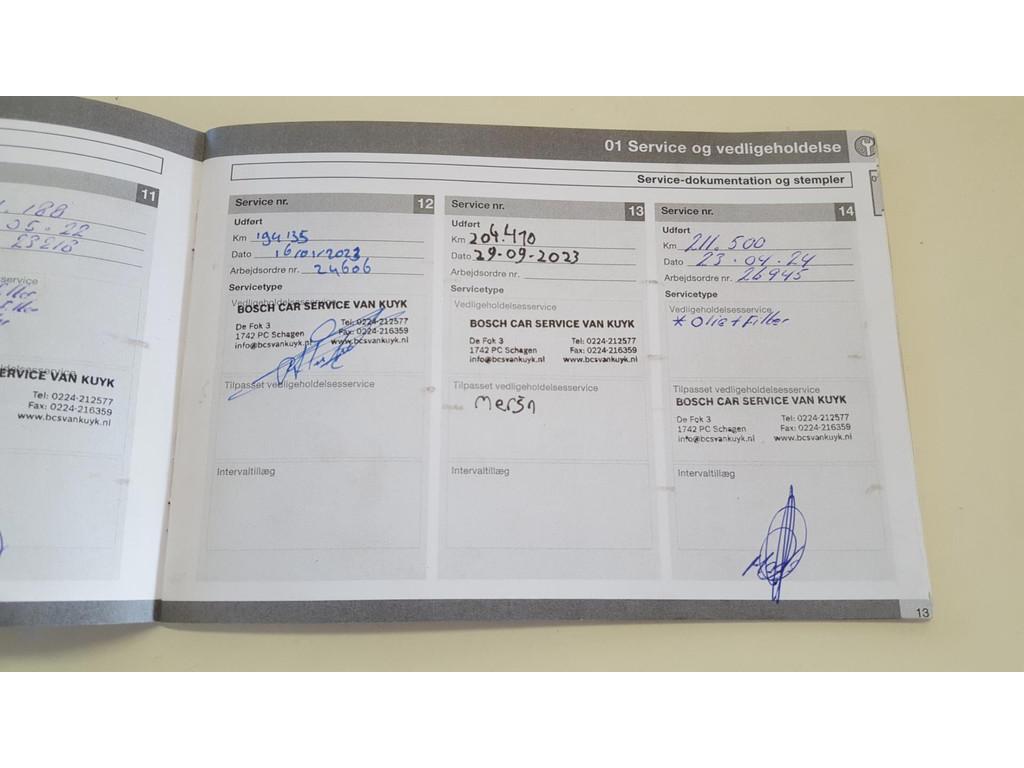 11
05.22
23213
service
ERVICE VAN KUYK
Tel: 0224-212577
Fax: 0224-216359
www.bcsvankuyk.nl
01 Service og vedligeholdelse
Service-dokumentation og stempler
Service nr. 12
Udført
Km 194135
Dato 16/01/2023
Arbejdsordre nr. 24606
Servicetype
Vedligeholdelsesservice
BOSCH CAR SERVICE VAN KUYK
De Fok 3 Tel: 0224-212577
1742 PC Schagen Fax: 0224-216359
info@bcsvankuyk.nl www.bcsvankuyk.nl
Tilpasset vedligeholdelsesservice
Intervaltillæg
Service nr. 13
Udført
Km 204.410
Dato 29-09-2023
Arbejdsordre nr.
Servicetype
Vedligeholdelsesservice
BOSCH CAR SERVICE VAN KUYK
De Fok 3 Tel: 0224-212577
1742 PC Schagen Fax: 0224-216359
info@bcsvankuyk.nl www.bcsvankuyk.nl
Tilpasset vedligeholdelsesservice
Intervaltillæg
Service nr. 14
Udført
Km 211.500
Dato 23.04.24
Arbejdsordre nr. 26945
Servicetype
Vedligeholdelsesservice
* Olie + Filter
Tilpasset vedligeholdelsesservice
BOSCH CAR SERVICE VAN KUYK
De Fok 3 Tel: 0224-212577
1742 PC Schagen Fax: 0224-216359
info@bcsvankuyk.nl www.bcsvankuyk.nl
Intervaltillæg
13